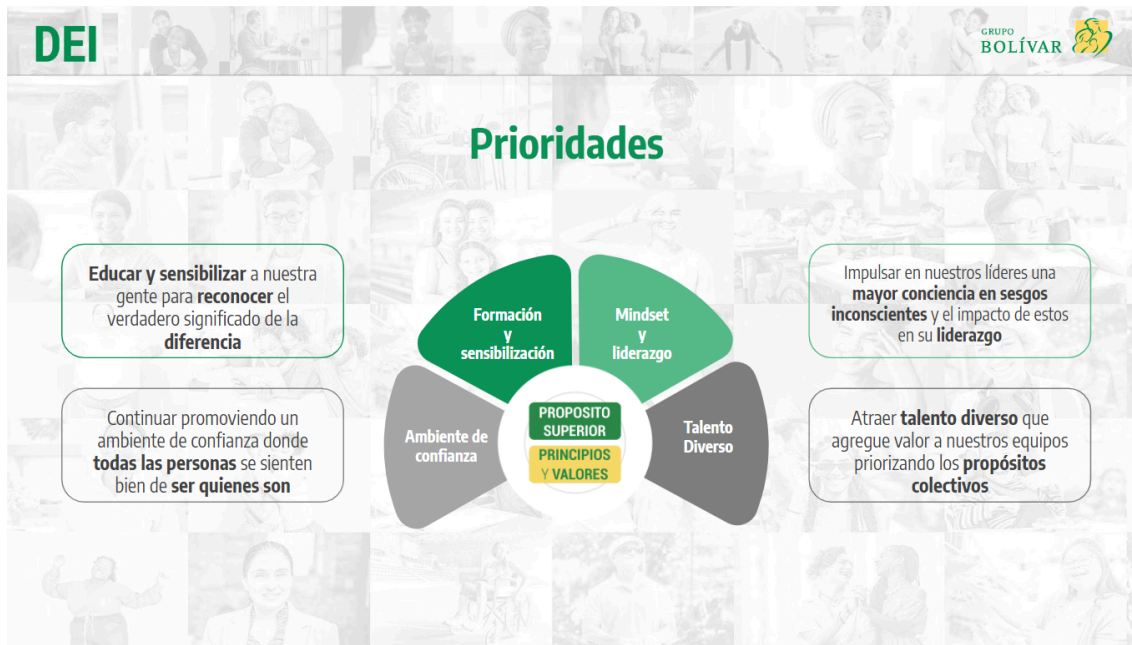 DEI
GRUPO
BOLÍVAR
Prioridades
Educar y sensibilizar a nuestra
gente para reconocer el
verdadero significado de la
diferencia
Continuar promoviendo un
ambiente de confianza donde
todas las personas se sienten
bien de ser quienes son
Formación
y
sensibilización
Mindset
y
liderazgo
Ambiente de
confianza
PROPOSITO
SUPERIOR
PRINCIPIOS
Y VALORES
Talento
Diverso
Impulsar en nuestros líderes una
mayor conciencia en sesgos
inconscientes y el impacto de estos
en su liderazgo
Atraer talento diverso que
agregue valor a nuestros equipos
priorizando los propósitos
colectivos